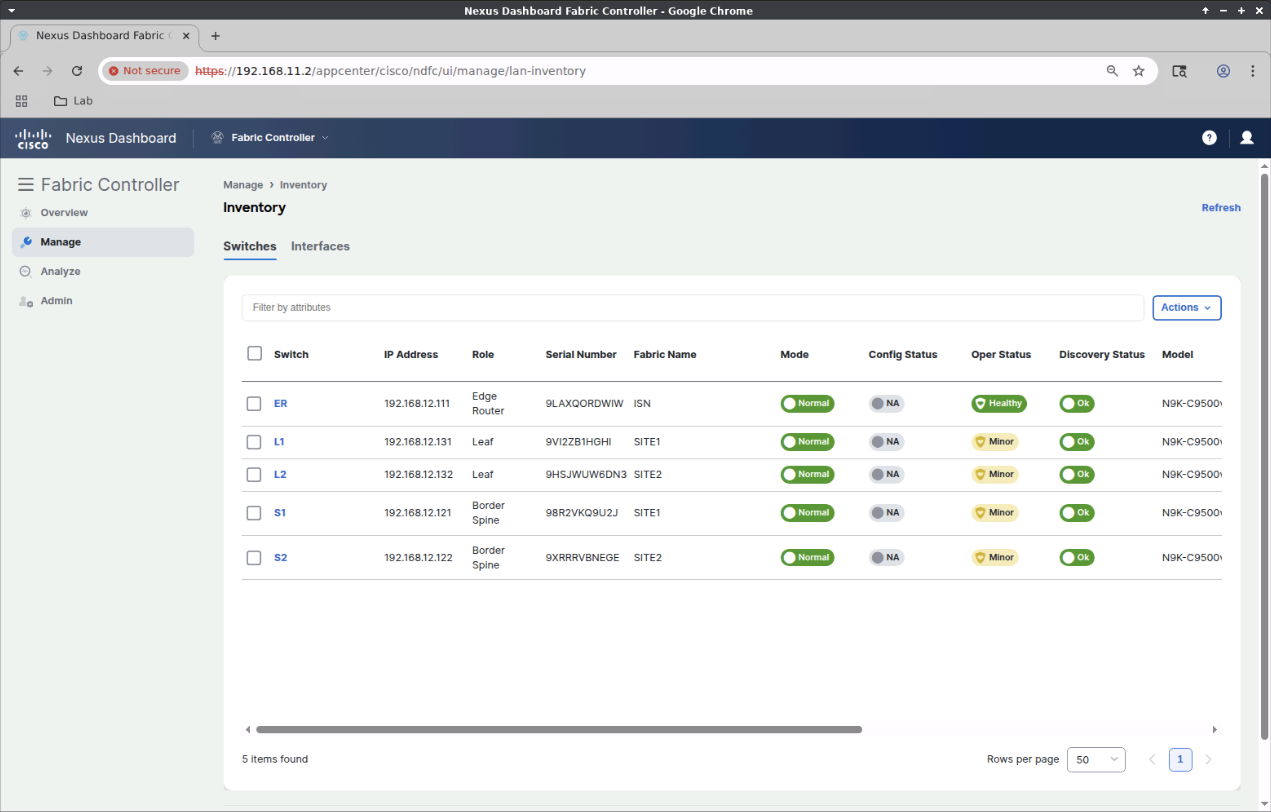 Nexus Dashboard Fabric Controller - Google Chrome
Nexus Dashboard Fabric
Not secure https://192.168.11.2/appcenter/cisco/ndfc/ui/manage/lan-inventory
Lab
CISCO Nexus Dashboard Fabric Controller
Fabric Controller
Overview
Manage
Analyze
Admin
Manage › Inventory
Inventory
Refresh
Switches Interfaces
Filter by attributes
Actions
Switch IP Address Role Serial Number Fabric Name Mode Config Status Oper Status Discovery Status Model
ER 192.168.12.111 Edge Router 9LAXQORDWIW ISN Normal NA Healthy Ok N9K-C9500v
L1 192.168.12.131 Leaf 9VI2ZB1HGHI SITE1 Normal NA Minor Ok N9K-C9500v
L2 192.168.12.132 Leaf 9HSJWUW6DN3 SITE2 Normal NA Minor Ok N9K-C9500v
S1 192.168.12.121 Border Spine 98R2VKQ9U2J SITE1 Normal NA Minor Ok N9K-C9500v
S2 192.168.12.122 Border Spine 9XRRRVBNEGE SITE2 Normal NA Minor Ok N9K-C9500v
5 items found
Rows per page 50 1